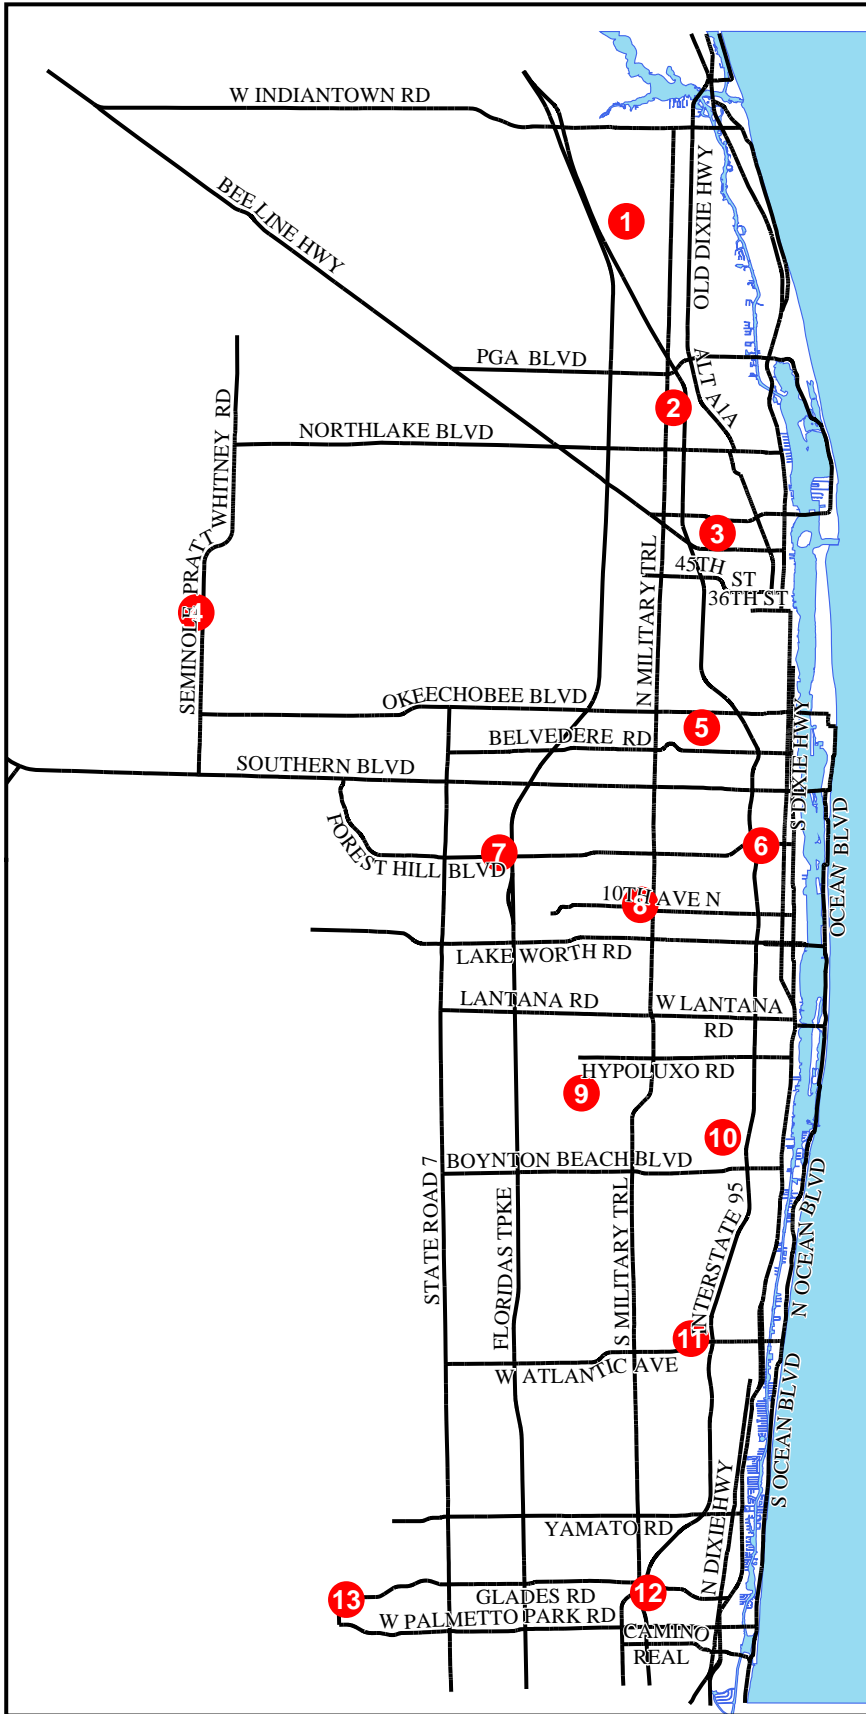 W INDIANTOWN RD
BEE LINE HWY
1
OLD DIXIE HWY
PGA BLVD
ALT A1A
2
WHITNEY RD
NORTHLAKE BLVD
3
SEMINOLE PRATT
45TH
ST
36TH ST
4
N MILITARY TRL
OKEECHOBEE BLVD
5
BELVEDERE RD
SOUTHERN BLVD
S DIXIE HWY
FOREST HILL BLVD
7
6
OCEAN BLVD
10TH AVE N
8
LAKE WORTH RD
LANTANA RD
W LANTANA
RD
HYPOLUXO RD
9
10
BOYNTON BEACH BLVD
STATE ROAD 7
FLORIDAS TPKE
S MILITARY TRL
INTERSTATE 95
N OCEAN BLVD
11
W ATLANTIC AVE
S OCEAN BLVD
N DIXIE HWY
YAMATO RD
12
13
GLADES RD
W PALMETTO PARK RD
CAMINO
REAL